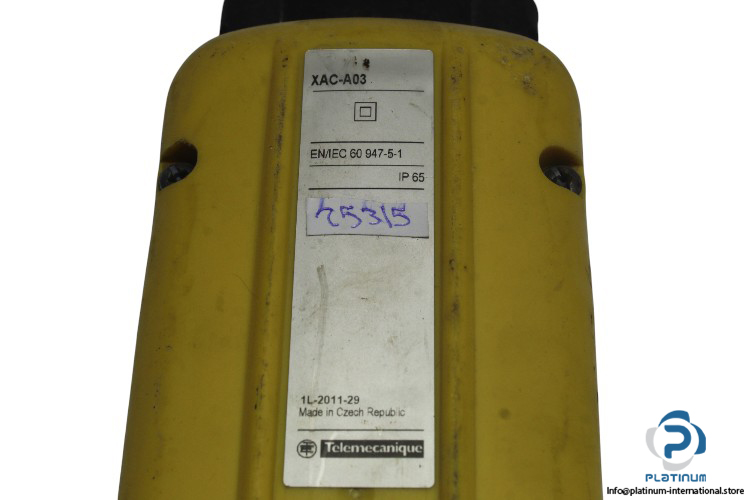 XAC-A03
EN/IEC 60 947-5-1
IP 65
25315
1L-2011-29
Made in Czech Republic
Telemecanique
PLATINUM
Info@platinum-international.store